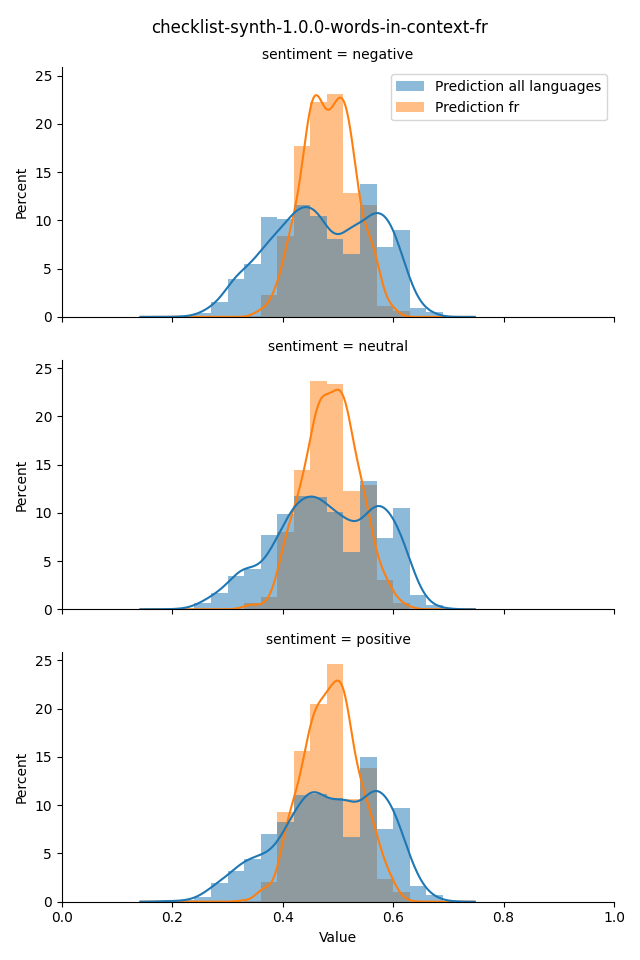 checklist-synth-1.0.0-words-in-context-fr
sentiment = negative
25
20
15
10
5
0
Percent
Prediction all languages
Prediction fr
sentiment = neutral
25
20
15
10
5
0
Percent
sentiment = positive
25
20
15
10
5
0
Percent
0.0 0.2 0.4 0.6 0.8 1.0
Value